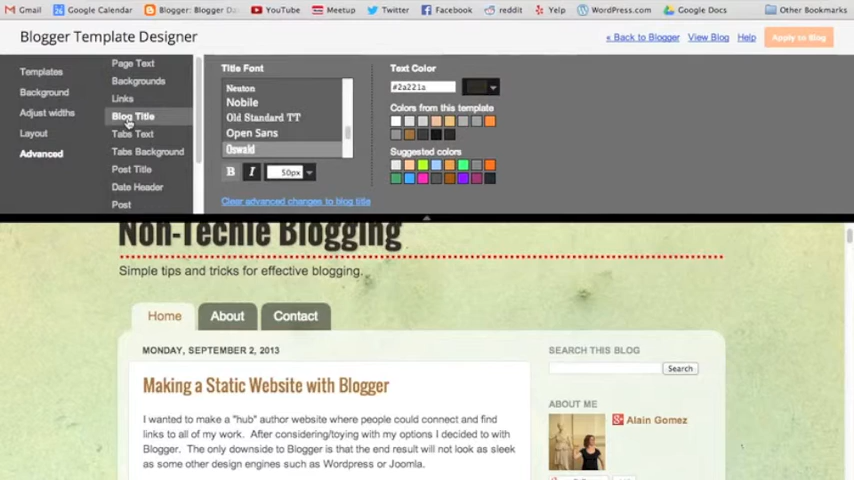 Gmail Google Calendar Blogger: Blogger Da YouTube Twitter Facebook reddit Yelp WordPress.com Google Docs Other Bookmarks
Blogger Template Designer
« Back to Blogger View Blog Help Apply to Blog
Templates
Background
Adjust widths
Layout
Advanced
Page Text
Backgrounds
Links
Blog Title
Tabs Text
Tabs Background
Post Title
Date Header
Post
Title Font
Neuton
Nobile
Old Standard TT
Open Sans
Oswald
B I 50px
Clear advanced changes to blog title
Text Color
#2a221a
Colors from this template
Suggested colors
Non-Techie Blogging
Simple tips and tricks for effective blogging.
Home About Contact
MONDAY, SEPTEMBER 2, 2013
Making a Static Website with Blogger
I wanted to make a "hub" author website where people could connect and find
links to all of my work. After considering/toying with my options I decided to with
Blogger. The only downside to Blogger is that the end result will not look as sleek
as some other design engines such as Wordpress or Joomla.
SEARCH THIS BLOG
Search
ABOUT ME
Alain Gomez